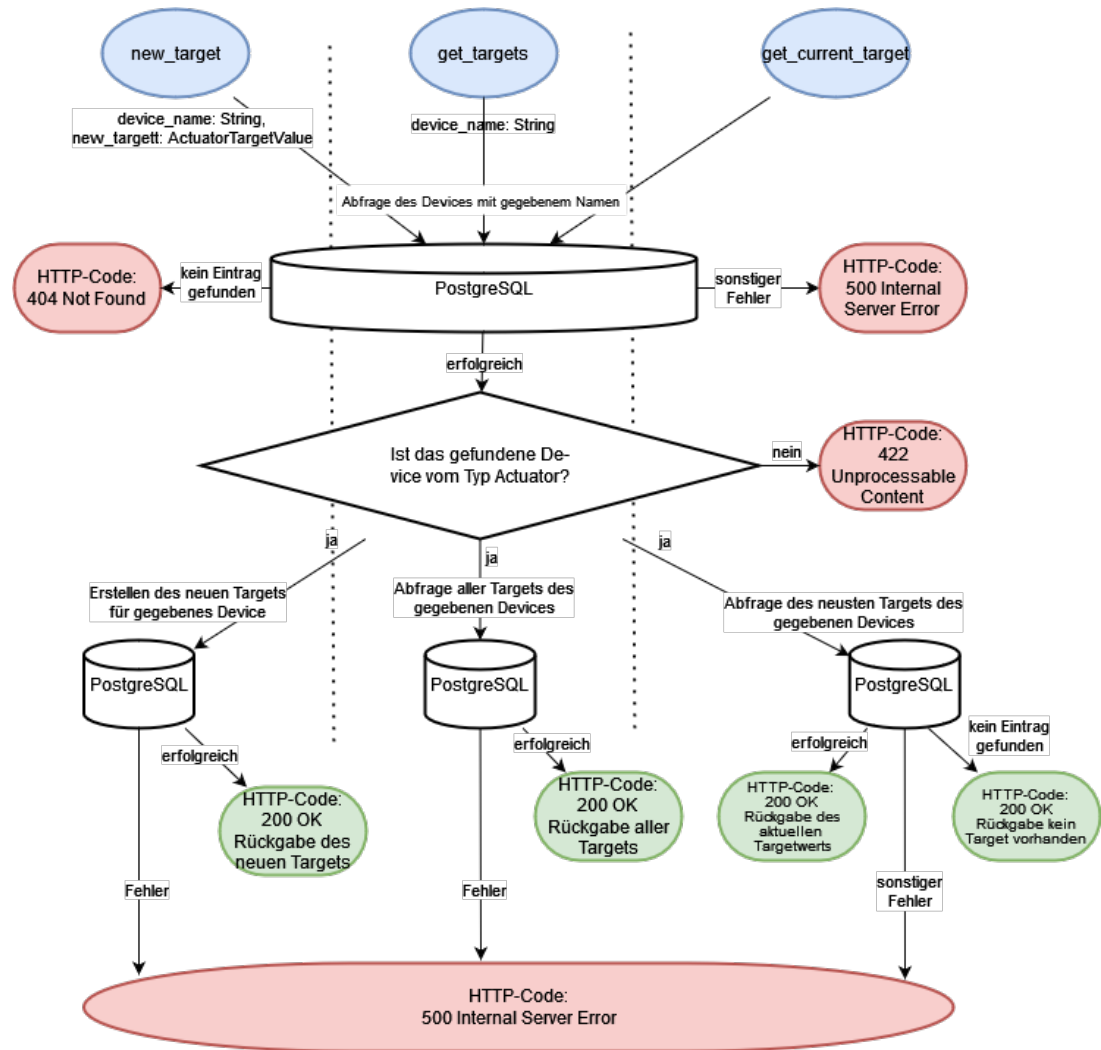 new_target
get_targets
get_current_target
device_name: String,
new_targett: ActuatorTargetValue
device_name: String
Abfrage des Devices mit gegebenem Namen
HTTP-Code:
404 Not Found
kein Eintrag
gefunden
PostgreSQL
sonstiger
Fehler
HTTP-Code:
500 Internal
Server Error
erfolgreich
Ist das gefundene De-
vice vom Typ Actuator?
nein
HTTP-Code:
422
Unprocessable
Content
ja
ja
ja
Erstellen des neuen Targets
für gegebenes Device
Abfrage aller Targets des
gegebenen Devices
Abfrage des neusten Targets des
gegebenen Devices
PostgreSQL
PostgreSQL
PostgreSQL
erfolgreich
erfolgreich
erfolgreich
kein Eintrag
gefunden
HTTP-Code:
200 OK
Rückgabe des
neuen Targets
HTTP-Code:
200 OK
Rückgabe aller
Targets
HTTP-Code:
200 OK
Rückgabe des
aktuellen
Targetwerts
HTTP-Code:
200 OK
Rückgabe kein
Target vorhanden
Fehler
Fehler
sonstiger
Fehler
HTTP-Code:
500 Internal Server Error